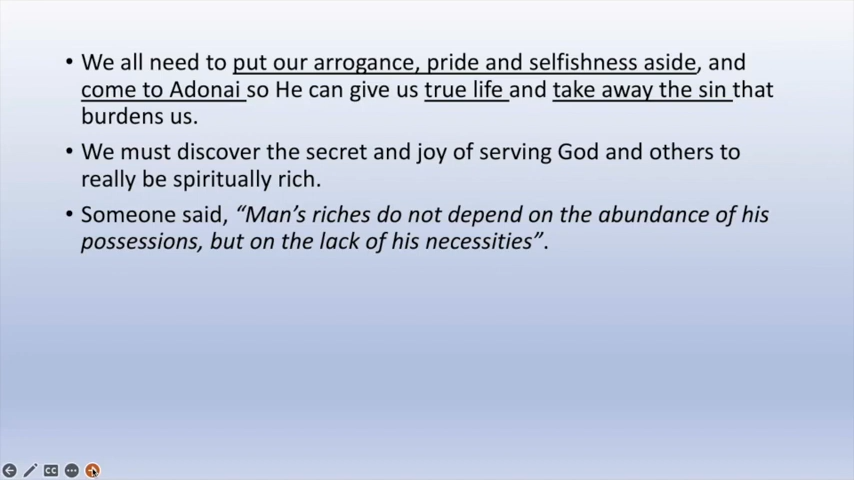 • We all need to put our arrogance, pride and selfishness aside, and
come to Adonai so He can give us true life and take away the sin that
burdens us.
• We must discover the secret and joy of serving God and others to
really be spiritually rich.
• Someone said, “Man’s riches do not depend on the abundance of his
possessions, but on the lack of his necessities”.
CC